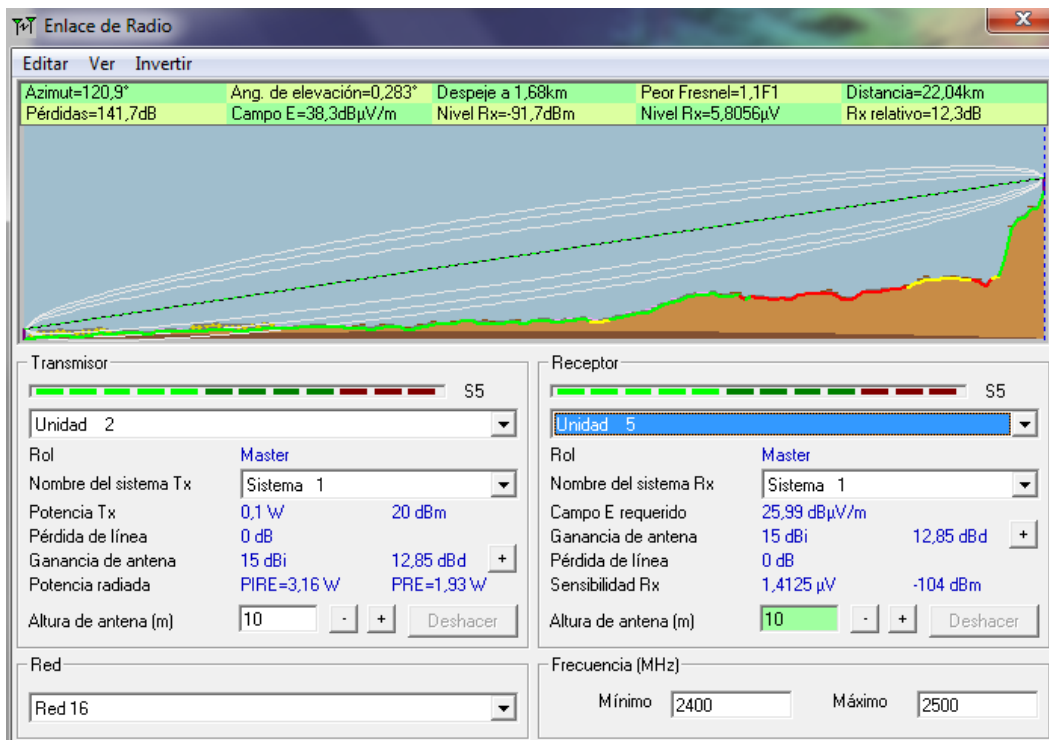 Enlace de Radio
Editar Ver Invertir
Azimut=120,9° Ang. de elevación=0,283° Despeje a 1,68km Peor Fresnel=1,1F1 Distancia=22,04km
Pérdidas=141,7dB Campo E=38,3dBµV/m Nivel Rx=-91,7dBm Nivel Rx=5,8056µV Rx relativo=12,3dB
Transmisor
S5
Unidad 2
Rol Master
Nombre del sistema Tx Sistema 1
Potencia Tx 0,1 W 20 dBm
Pérdida de línea 0 dB
Ganancia de antena 15 dBi 12,85 dBd +
Potencia radiada PIRE=3,16 W PRE=1,93 W
Altura de antena (m) 10 - + Deshacer
Red
Red 16
Receptor
S5
Unidad 5
Rol Master
Nombre del sistema Rx Sistema 1
Campo E requerido 25,99 dBµV/m
Ganancia de antena 15 dBi 12,85 dBd +
Pérdida de línea 0 dB
Sensibilidad Rx 1,4125 µV -104 dBm
Altura de antena (m) 10 - + Deshacer
Frecuencia (MHz)
Mínimo 2400 Máximo 2500